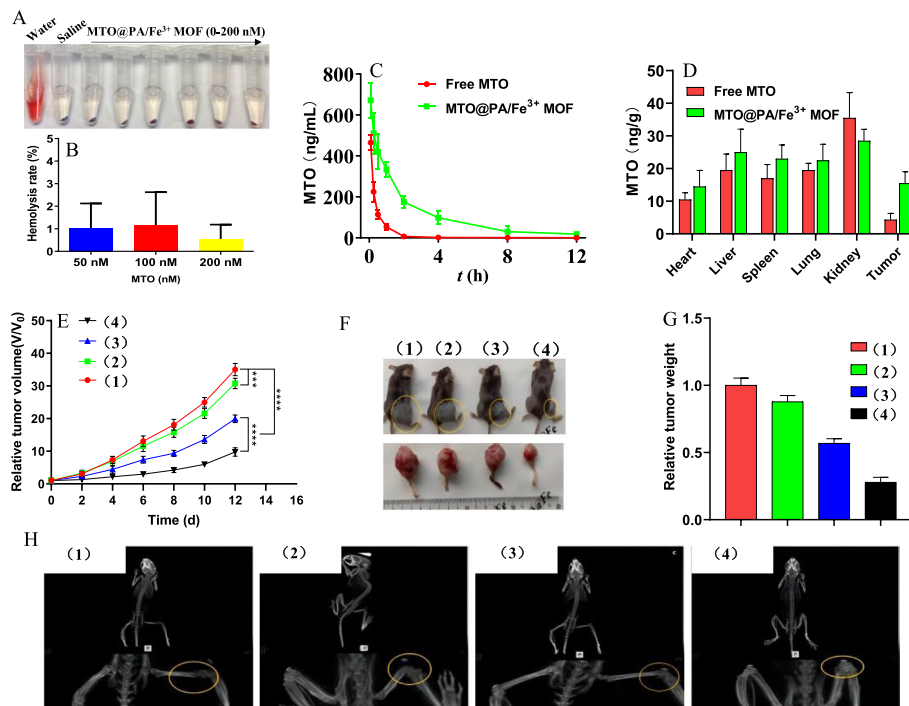 A
Water
Saline
MTO@PA/Fe³⁺ MOF (0-200 nM)
B
Hemolysis rate (%)
5
4
3
2
1
0
50 nM 100 nM 200 nM
MTO (nM)
C
Free MTO
MTO@PA/Fe³⁺ MOF
MTO (ng/mL)
800
600
400
200
0
0 4 8 12
t (h)
D
Free MTO
MTO@PA/Fe³⁺ MOF
MTO (ng/g)
50
40
30
20
10
0
Heart Liver Spleen Lung Kidney Tumor
E
(4)
(3)
(2)
(1)
Relative tumor volume(V/V₀)
50
40
30
20
10
0
0 2 4 6 8 10 12 14 16
Time (d)
***
****
****
F
(1) (2) (3) (4)
G
(1)
(2)
(3)
(4)
Relative tumor weight
1.5
1.0
0.5
0.0
H
(1) (2) (3) (4)